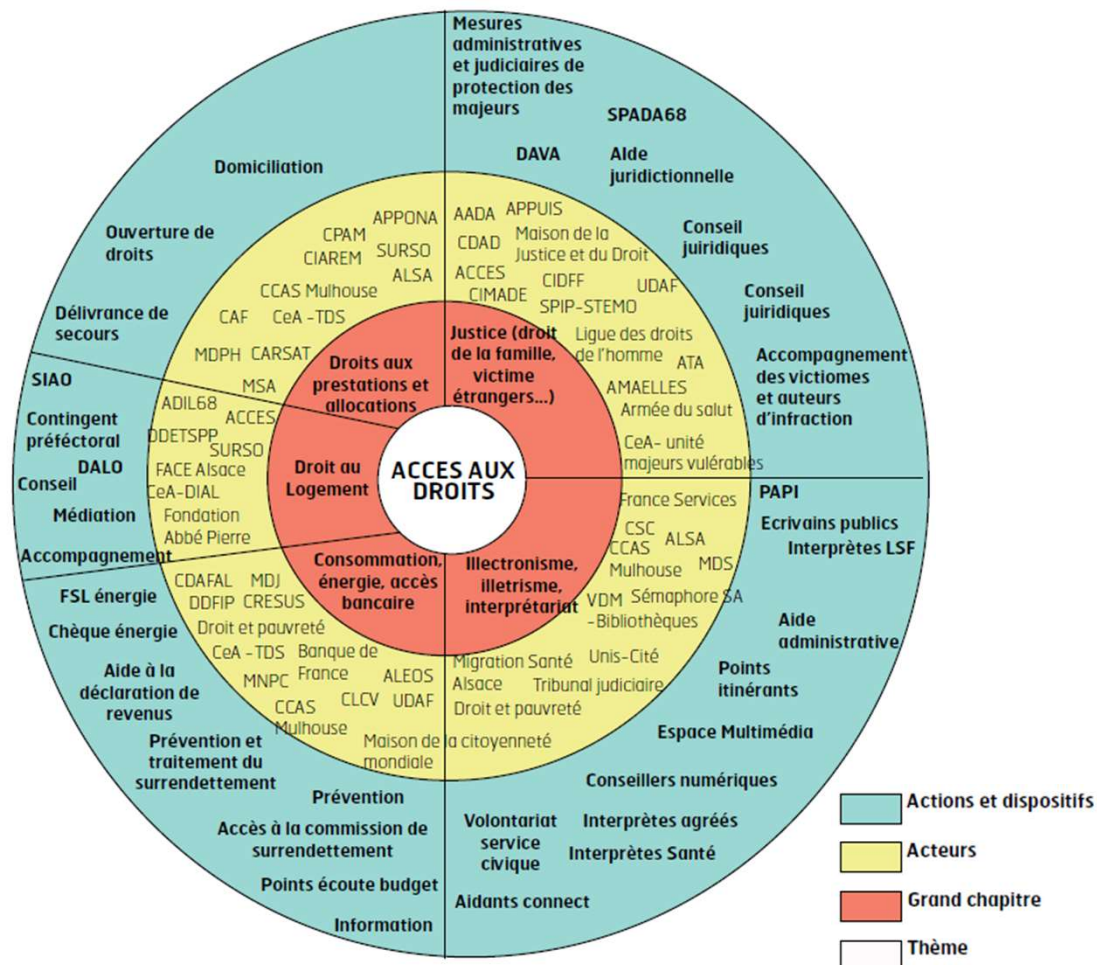 Mesures
administratives
et judiciaires de
protection des
majeurs
SPADA68
DAVA
AIde
juridictionnelle
Conseil
juiridiques
Conseil
juiridiques
Accompagnement
des victiomes
et auteurs
d'infraction
Domiciliation
Ouverture de
droits
Délivrance de
secours
APPONA
CPAM
CIAREM
SURSO
ALSA
CCAS Mulhouse
CAF
CeA -TDS
MDPH
CARSAT
MSA
AADA
APPUIS
CDAD
Maison de la
Justice et du Droit
ACCES
CIMADE
CIDFF
UDAF
SPIP-STEMO
Ligue des droits
de l'homme
ATA
AMAELLES
Armée du salut
CeA- unité
majeurs vulérables
Droits aux
prestations et
allocations
Justice (droit
de la famille,
victime
étrangers...)
ACCES AUX
DROITS
Droit au
Logement
Consommation,
énergie, accès
bancaire
Illectronisme,
illetrisme,
interprétariat
SIAO
Contingent
préféctoral
DALO
Conseil
Médiation
Accompagnement
ADIL68
ACCES
DDETSPP
SURSO
FACE Alsace
CeA-DIAL
Fondation
Abbé Pierre
FSL énergie
Chèque énergie
Aide à la
déclaration de
revenus
Prévention et
traitement du
surrendettement
Prévention
Accès à la commission de
surrendettement
Points écoute budget
Information
CDAFAL
MDJ
DDFIP
CRESUS
Droit et pauvreté
CeA -TDS
Banque de
France
MNPC
ALEOS
CCAS
Mulhouse
CLCV
UDAF
Maison de la citoyenneté
mondiale
France Services
CSC
CCAS
Mulhouse
ALSA
MDS
VDM
-Bibliothèques
Sémaphore SA
Migration Santé
Alsace
Unis-Cité
Tribunal judiciaire
Droit et pauvreté
PAPI
Ecrivains publics
Interprètes LSF
Aide
administrative
Points
itinérants
Espace Multimédia
Conseillers numériques
Volontariat
service
civique
Interprètes agréés
Interprètes Santé
Aidants connect
Actions et dispositifs
Acteurs
Grand chapitre
Thème